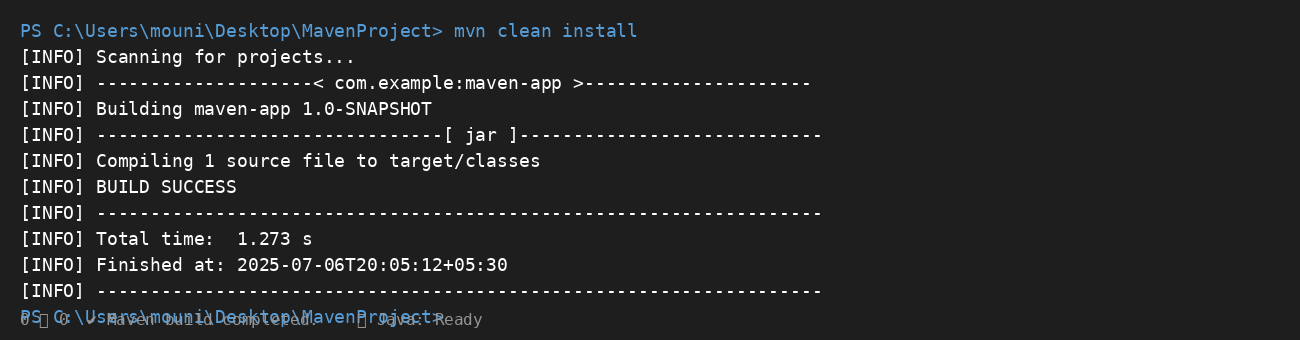 PS C:\Users\mouni\Desktop\MavenProject> mvn clean install
[INFO] Scanning for projects...
[INFO] --------------------< com.example:maven-app >---------------------
[INFO] Building maven-app 1.0-SNAPSHOT
[INFO] --------------------------------[ jar ]----------------------------
[INFO] Compiling 1 source file to target/classes
[INFO] BUILD SUCCESS
[INFO] -------------------------------------------------------------------
[INFO] Total time:  1.273 s
[INFO] Finished at: 2025-07-06T20:05:12+05:30
[INFO] -------------------------------------------------------------------
PS C:\Users\mouni\Desktop\MavenProject>
0 0 ✔ Maven build completed. Java: Ready